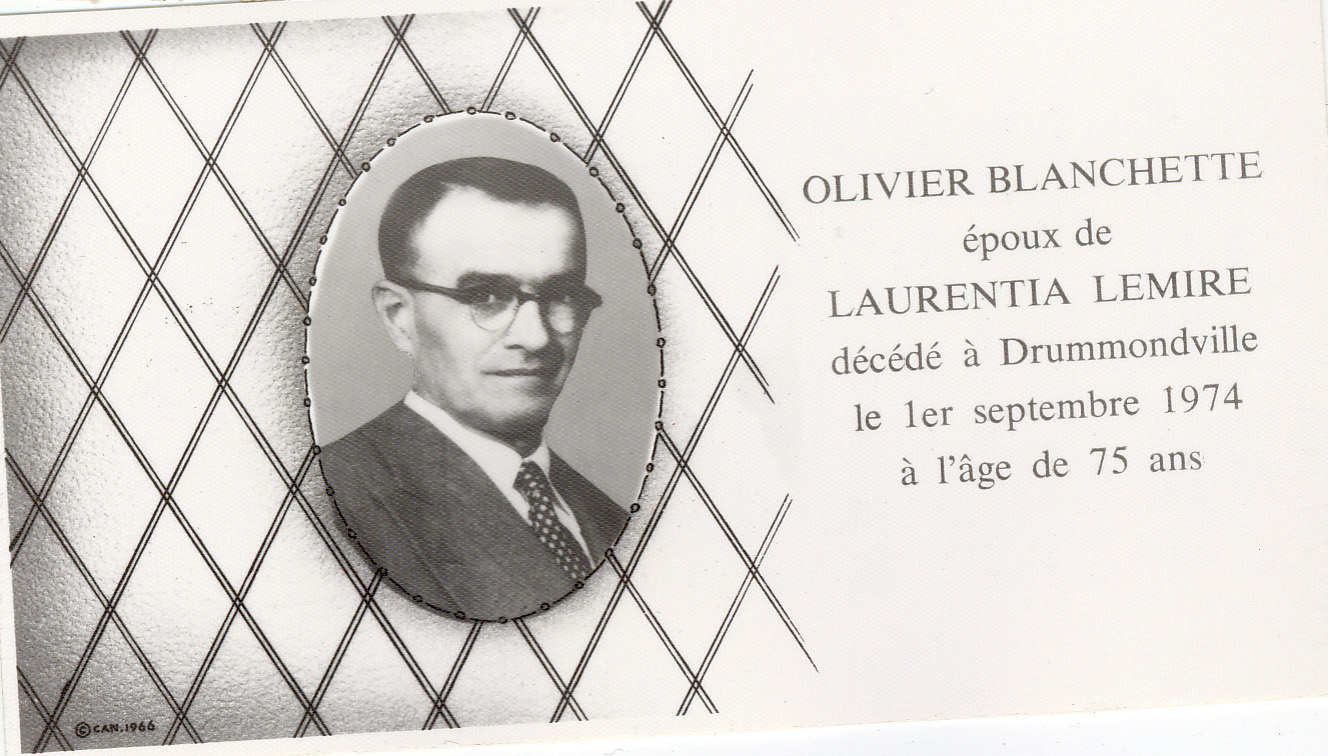 OLIVIER BLANCHETTE
époux de
LAURENTIA LEMIRE
décédé à Drummondville
le 1er septembre 1974
à l'âge de 75 ans
©CAN.1966